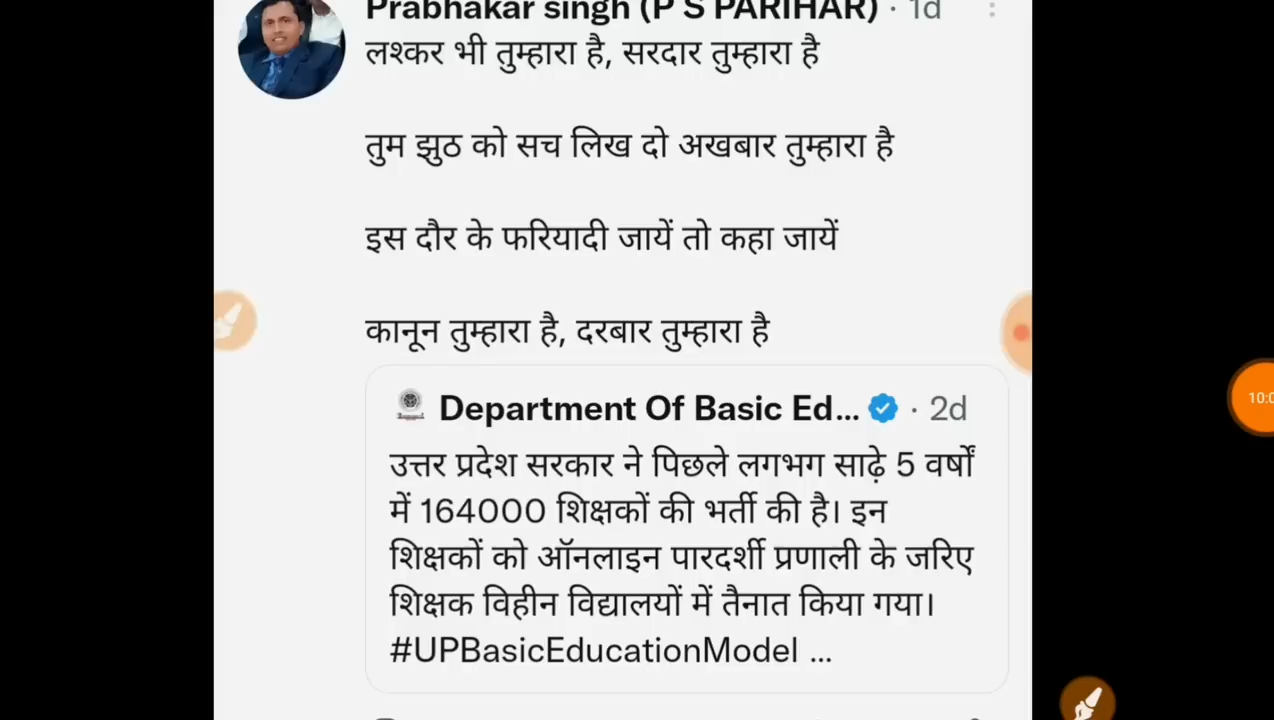 Prabhakar singh (P S PARIHAR) · 1d
लश्कर भी तुम्हारा है, सरदार तुम्हारा है
तुम झुठ को सच लिख दो अखबार तुम्हारा है
इस दौर के फरियादी जायें तो कहा जायें
कानून तुम्हारा है, दरबार तुम्हारा है
Department Of Basic Ed... · 2d
उत्तर प्रदेश सरकार ने पिछले लगभग साढ़े 5 वर्षों
में 164000 शिक्षकों की भर्ती की है। इन
शिक्षकों को ऑनलाइन पारदर्शी प्रणाली के जरिए
शिक्षक विहीन विद्यालयों में तैनात किया गया।
#UPBasicEducationModel ...